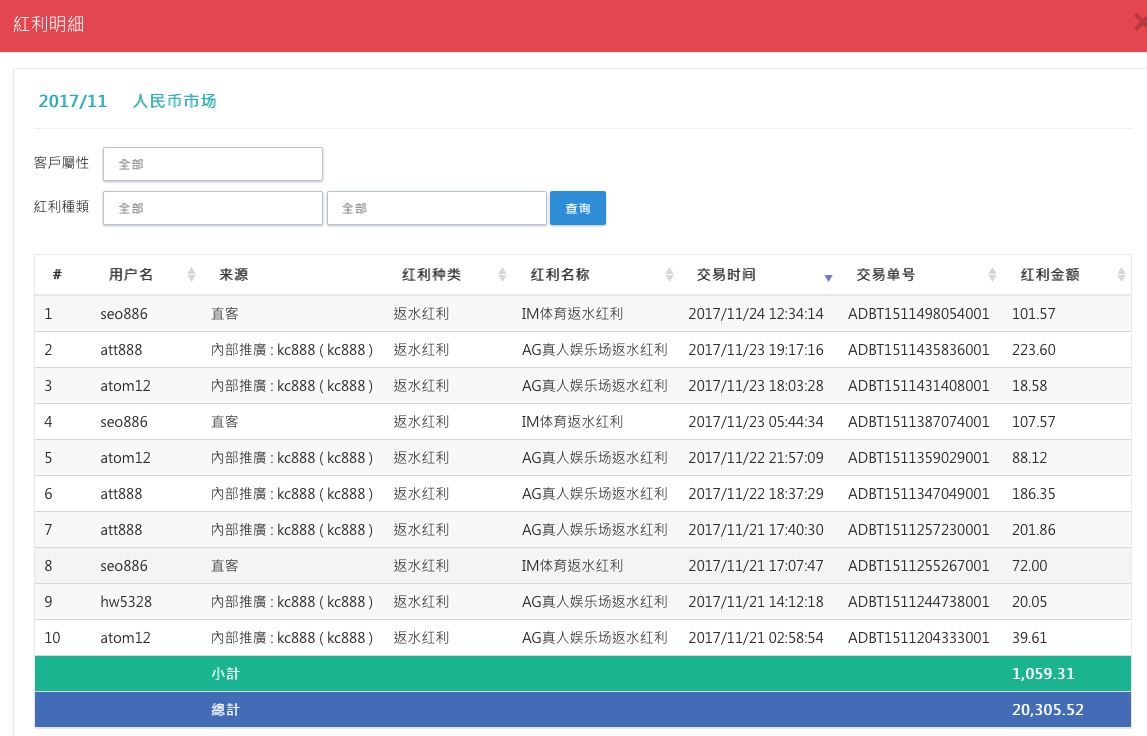 紅利明細
2017/11 人民币市场
客戶屬性 全部
紅利種類 全部 全部 查询
# 用户名 来源 红利种类 红利名称 交易时间 交易单号 红利金额
1 seo886 直客 返水红利 IM体育返水红利 2017/11/24 12:34:14 ADBT1511498054001 101.57
2 att888 內部推廣 : kc888 ( kc888 ) 返水红利 AG真人娱乐场返水红利 2017/11/23 19:17:16 ADBT1511435836001 223.60
3 atom12 內部推廣 : kc888 ( kc888 ) 返水红利 AG真人娱乐场返水红利 2017/11/23 18:03:28 ADBT1511431408001 18.58
4 seo886 直客 返水红利 IM体育返水红利 2017/11/23 05:44:34 ADBT1511387074001 107.57
5 atom12 內部推廣 : kc888 ( kc888 ) 返水红利 AG真人娱乐场返水红利 2017/11/22 21:57:09 ADBT1511359029001 88.12
6 att888 內部推廣 : kc888 ( kc888 ) 返水红利 AG真人娱乐场返水红利 2017/11/22 18:37:29 ADBT1511347049001 186.35
7 att888 內部推廣 : kc888 ( kc888 ) 返水红利 AG真人娱乐场返水红利 2017/11/21 17:40:30 ADBT1511257230001 201.86
8 seo886 直客 返水红利 IM体育返水红利 2017/11/21 17:07:47 ADBT1511255267001 72.00
9 hw5328 內部推廣 : kc888 ( kc888 ) 返水红利 AG真人娱乐场返水红利 2017/11/21 14:12:18 ADBT1511244738001 20.05
10 atom12 內部推廣 : kc888 ( kc888 ) 返水红利 AG真人娱乐场返水红利 2017/11/21 02:58:54 ADBT1511204333001 39.61
小計 1,059.31
總計 20,305.52